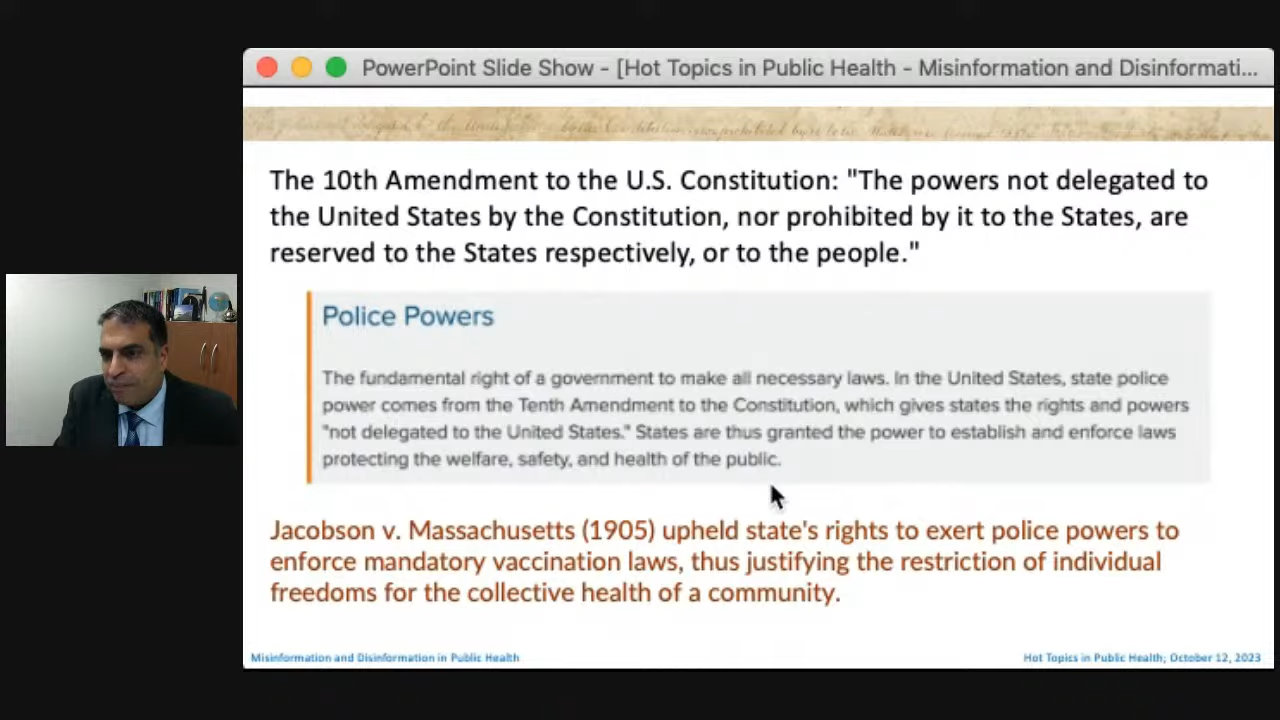 PowerPoint Slide Show - [Hot Topics in Public Health - Misinformation and Disinformati...
The 10th Amendment to the U.S. Constitution: "The powers not delegated to
the United States by the Constitution, nor prohibited by it to the States, are
reserved to the States respectively, or to the people."
Police Powers
The fundamental right of a government to make all necessary laws. In the United States, state police
power comes from the Tenth Amendment to the Constitution, which gives states the rights and powers
"not delegated to the United States." States are thus granted the power to establish and enforce laws
protecting the welfare, safety, and health of the public.
Jacobson v. Massachusetts (1905) upheld state's rights to exert police powers to
enforce mandatory vaccination laws, thus justifying the restriction of individual
freedoms for the collective health of a community.
Misinformation and Disinformation in Public Health
Hot Topics in Public Health; October 12, 2023